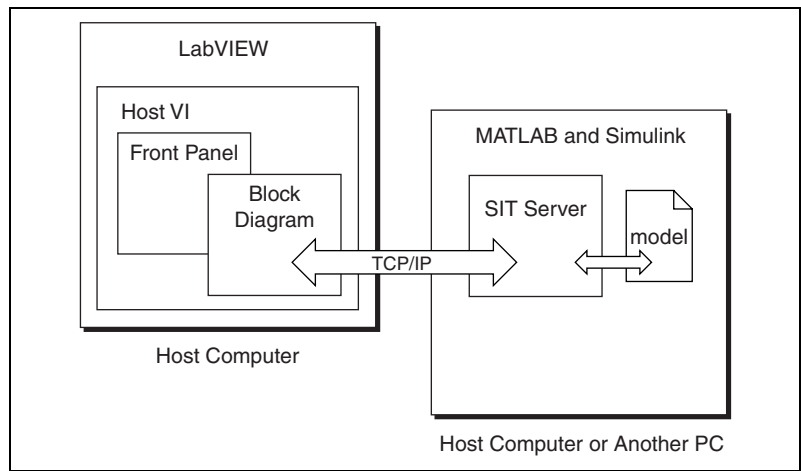 LabVIEW
Host VI
Front Panel
Block
Diagram
TCP/IP
Host Computer
MATLAB and Simulink
SIT Server
model
Host Computer or Another PC